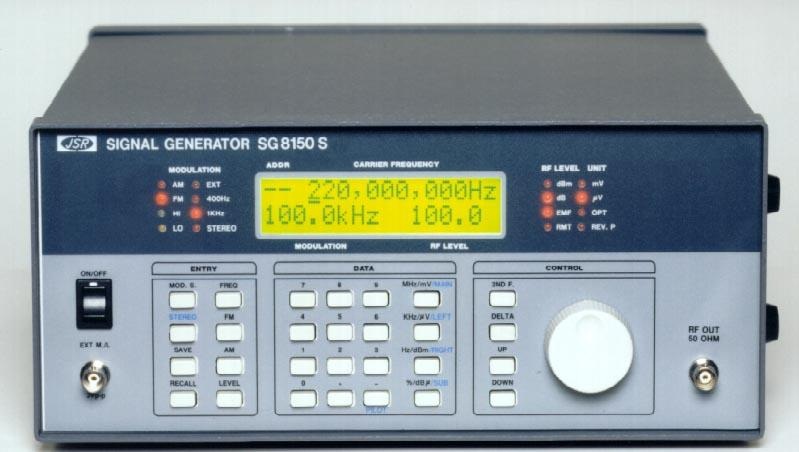 JSR SIGNAL GENERATOR SG 8150 S
MODULATION
AM EXT
FM 400Hz
HI 1KHz
LO STEREO
ADDR CARRIER FREQUENCY
-- 220,000,000Hz
100.0kHz 100.0
MODULATION RF LEVEL
RF LEVEL UNIT
dBm mV
dB μV
EMF OPT
RMT REV. P
ON/OFF
EXT M./L
ENTRY
MOD. S. FREQ
STEREO FM
SAVE AM
RECALL LEVEL
DATA
7 8 9 MHz/mV/MAIN
4 5 6 KHz/μV/LEFT
1 2 3 Hz/dBm/RIGHT
0 . - %/dBμ/SUB
PILOT
CONTROL
2ND F.
DELTA
UP
DOWN
RF OUT
50 OHM